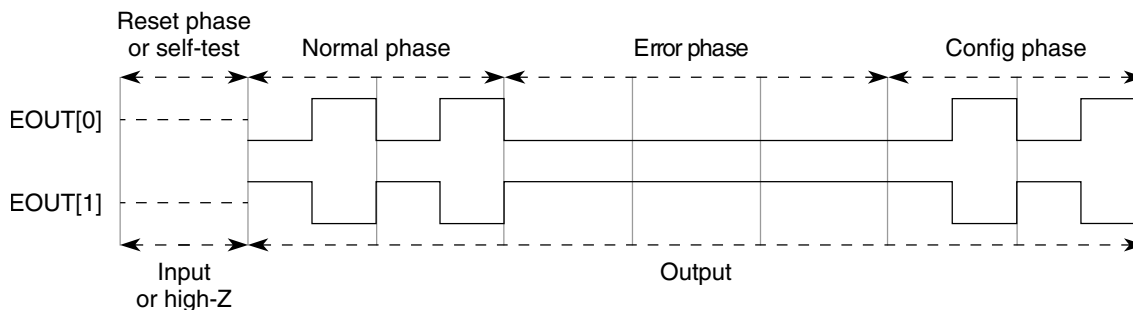 Reset phase
or self-test
Normal phase
Error phase
Config phase
EOUT[0]
EOUT[1]
Input
or high-Z
Output